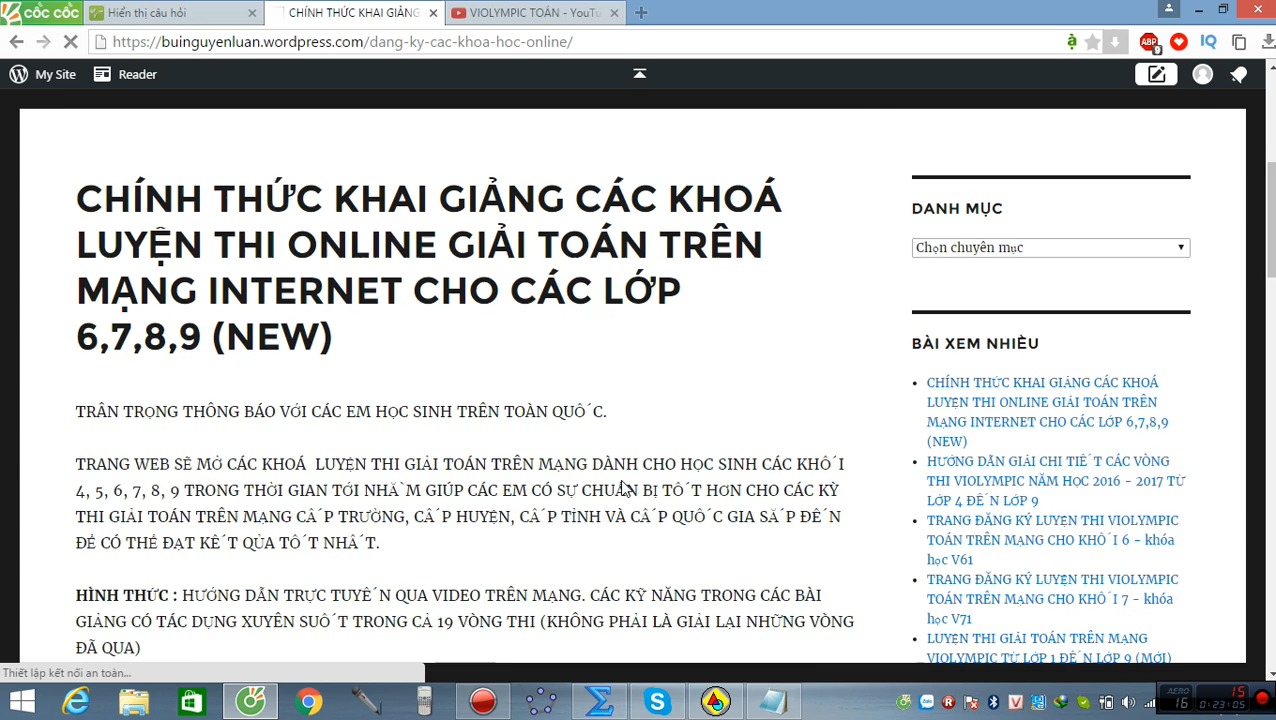 cốc cốc
Hiển thị câu hỏi
CHÍNH THỨC KHAI GIẢNG
VIOLYMPIC TOÁN - YouTu
https://buinguyenluan.wordpress.com/dang-ky-cac-khoa-hoc-online/
My Site
Reader
CHÍNH THỨC KHAI GIẢNG CÁC KHOÁ
LUYỆN THI ONLINE GIẢI TOÁN TRÊN
MẠNG INTERNET CHO CÁC LỚP
6,7,8,9 (NEW)
TRÂN TRỌNG THÔNG BÁO VỚI CÁC EM HỌC SINH TRÊN TOÀN QUỐC.
TRANG WEB SẼ MỞ CÁC KHOÁ LUYỆN THI GIẢI TOÁN TRÊN MẠNG DÀNH CHO HỌC SINH CÁC KHỐI
4, 5, 6, 7, 8, 9 TRONG THỜI GIAN TỚI NHẰM GIÚP CÁC EM CÓ SỰ CHUẨN BỊ TỐT HƠN CHO CÁC KỲ
THI GIẢI TOÁN TRÊN MẠNG CẤP TRƯỜNG, CẤP HUYỆN, CẤP TỈNH VÀ CẤP QUỐC GIA SẮP ĐẾN
ĐỂ CÓ THỂ ĐẠT KẾT QỦA TỐT NHẤT.
HÌNH THỨC : HƯỚNG DẪN TRỰC TUYẾN QUA VIDEO TRÊN MẠNG. CÁC KỸ NĂNG TRONG CÁC BÀI
GIẢNG CÓ TÁC DỤNG XUYÊN SUỐT TRONG CẢ 19 VÒNG THI (KHÔNG PHẢI LÀ GIẢI LẠI NHỮNG VÒNG
ĐÃ QUA)
DANH MỤC
Chọn chuyên mục
BÀI XEM NHIỀU
CHÍNH THỨC KHAI GIẢNG CÁC KHOÁ
LUYỆN THI ONLINE GIẢI TOÁN TRÊN
MẠNG INTERNET CHO CÁC LỚP 6,7,8,9
(NEW)
HƯỚNG DẪN GIẢI CHI TIẾT CÁC VÒNG
THI VIOLYMPIC NĂM HỌC 2016 - 2017 TỪ
LỚP 4 ĐẾN LỚP 9
TRANG ĐĂNG KÝ LUYỆN THI VIOLYMPIC
TOÁN TRÊN MẠNG CHO KHỐI 6 - khóa
học V61
TRANG ĐĂNG KÝ LUYỆN THI VIOLYMPIC
TOÁN TRÊN MẠNG CHO KHỐI 7 - khóa
học V71
LUYỆN THI GIẢI TOÁN TRÊN MẠNG
VIOLYMPIC TỪ LỚP 1 ĐẾN LỚP 9 (MỚI)
Thiết lập kết nối an toàn...
AERO
16
15
0:23:05